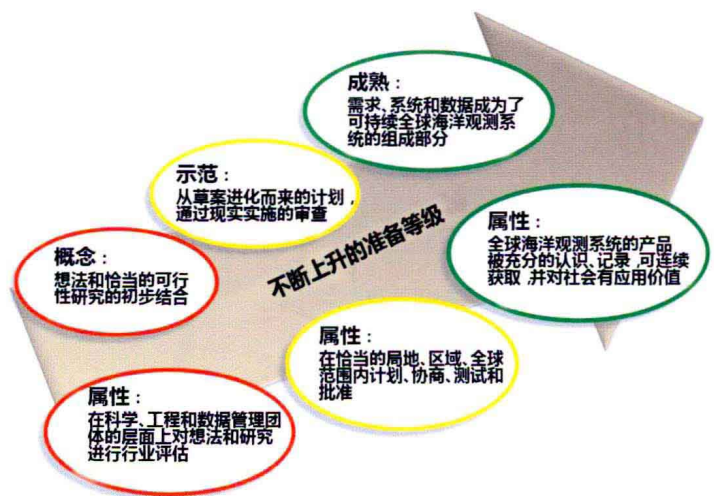 成熟：
需求、系统和数据成为了
可持续全球海洋观测系
统的组成部分
示范：
从草案进化而来的计划，
通过现实实施的审查
概念：
想法和恰当的可行
性研究的初步结合
不断上升的准备等级
属性：
全球海洋观测系统的产品
被充分的认识、记录，可连续
获取，并对社会有应用价值
属性：
在恰当的局地、区域、全球
范围内计划、协商、测试和
批准
属性：
在科学、工程和数据管理团
体的层面上对想法和研究
进行行业评估